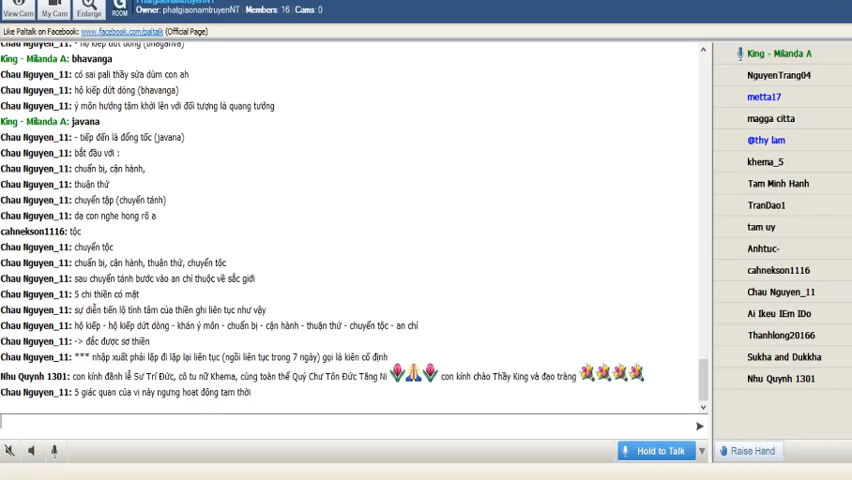 phatgiaonamtruyenNT
Owner: phatgiaonamtruyenNT | Members: 16 | Cams: 0
View Cam My Cam Enlarge ROOM
Like Paltalk on Facebook: www.facebook.com/paltalk (Official Page)
- hộ kiếp dứt dòng (bhaganva)
King - Milanda A: bhavanga
Chau Nguyen_11: có sai pali thầy sửa dùm con ah
Chau Nguyen_11: hộ kiếp dứt dòng (bhavanga)
Chau Nguyen_11: ý môn hướng tâm khởi lên với đối tượng là quang tướng
King - Milanda A: javana
Chau Nguyen_11: - tiếp đến là đổng tốc (javana)
Chau Nguyen_11: bắt đầu với :
Chau Nguyen_11: chuẩn bị, cận hành,
Chau Nguyen_11: thuận thứ
Chau Nguyen_11: chuyển tập (chuyển tánh)
Chau Nguyen_11: dạ con nghe hong rõ ạ
cahnekson1116: tộc
Chau Nguyen_11: chuyển tộc
Chau Nguyen_11: chuẩn bị, cận hành, thuận thứ, chuyển tộc
Chau Nguyen_11: sau chuyển tánh bước vào an chỉ thuộc về sắc giới
Chau Nguyen_11: 5 chi thiền có mặt
Chau Nguyen_11: sự diễn tiến lộ tình tâm của thiền ghi liên tục như vậy
Chau Nguyen_11: hộ kiếp - hộ kiếp dứt dòng - khán ý môn - chuẩn bị - cận hành - thuận thứ - chuyển tộc - an chỉ
Chau Nguyen_11: -> đắc được sơ thiền
Chau Nguyen_11: *** nhập xuất phải lập đi lập lại liên tục (ngồi liên tục trong 7 ngày) gọi là kiên cố định
Nhu Quynh 1301: con kính đãnh lễ Sư Trí Đức, cô tu nữ Khema, cùng toàn thể Quý Chư Tôn Đức Tăng Ni con kính chào Thầy King và đạo tràng
Chau Nguyen_11: 5 giác quan của vị này ngưng hoạt động tạm thời
Hold to Talk
Raise Hand
King - Milanda A
NguyenTrang04
metta17
magga citta
@thy lam
khema_5
Tam Minh Hanh
TranDao1
tam uy
Anhtuc-
cahnekson1116
Chau Nguyen_11
Ai Ikeu IEm IDo
Thanhlong20166
Sukha and Dukkha
Nhu Quynh 1301